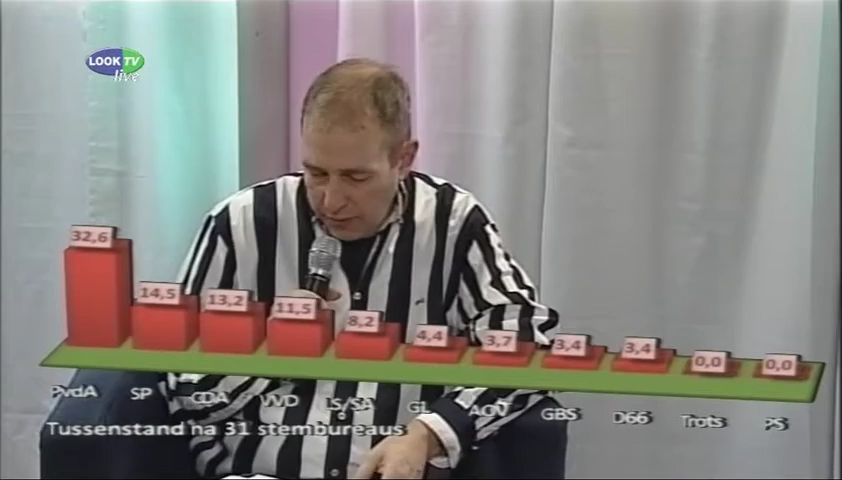 LOOK TV
live
32,6 14,5 13,2 11,5 8,2 4,4 3,7 3,4 3,4 0,0 0,0
PvdA SP CDA VVD LS/SA GL AOV GBS D66 Trots PS
Tussenstand na 31 stembureaus